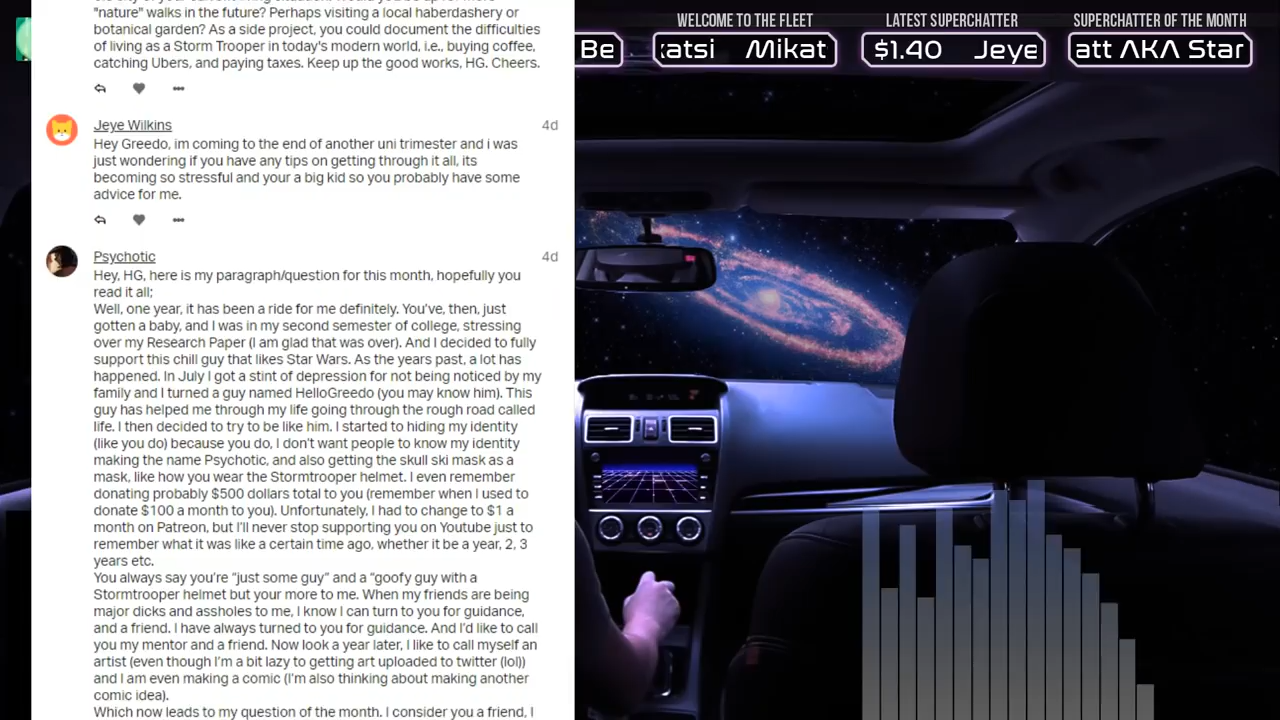 "nature" walks in the future? Perhaps visiting a local haberdashery or
botanical garden? As a side project, you could document the difficulties
of living as a Storm Trooper in today's modern world, i.e., buying coffee,
catching Ubers, and paying taxes. Keep up the good works, HG. Cheers.
Jeye Wilkins 4d
Hey Greedo, im coming to the end of another uni trimester and i was
just wondering if you have any tips on getting through it all, its
becoming so stressful and your a big kid so you probably have some
advice for me.
Psychotic 4d
Hey, HG, here is my paragraph/question for this month, hopefully you
read it all;
Well, one year, it has been a ride for me definitely. You've, then, just
gotten a baby, and I was in my second semester of college, stressing
over my Research Paper (I am glad that was over). And I decided to fully
support this chill guy that likes Star Wars. As the years past, a lot has
happened. In July I got a stint of depression for not being noticed by my
family and I turned a guy named HelloGreedo (you may know him). This
guy has helped me through my life going through the rough road called
life. I then decided to try to be like him. I started to hiding my identity
(like you do) because you do, I don't want people to know my identity
making the name Psychotic, and also getting the skull ski mask as a
mask, like how you wear the Stormtrooper helmet. I even remember
donating probably $500 dollars total to you (remember when I used to
donate $100 a month to you). Unfortunately, I had to change to $1 a
month on Patreon, but I'll never stop supporting you on Youtube just to
remember what it was like a certain time ago, whether it be a year, 2, 3
years etc.
You always say you're "just some guy" and a "goofy guy with a
Stormtrooper helmet but your more to me. When my friends are being
major dicks and assholes to me, I know I can turn to you for guidance,
and a friend. I have always turned to you for guidance. And I'd like to call
you my mentor and a friend. Now look a year later, I like to call myself an
artist (even though I'm a bit lazy to getting art uploaded to twitter (lol))
and I am even making a comic (I'm also thinking about making another
comic idea).
Which now leads to my question of the month. I consider you a friend, I
WELCOME TO THE FLEET
LATEST SUPERCHATTER
SUPERCHATTER OF THE MONTH
Be
katsi Mikat
$1.40 Jeye
att ΛKA Star